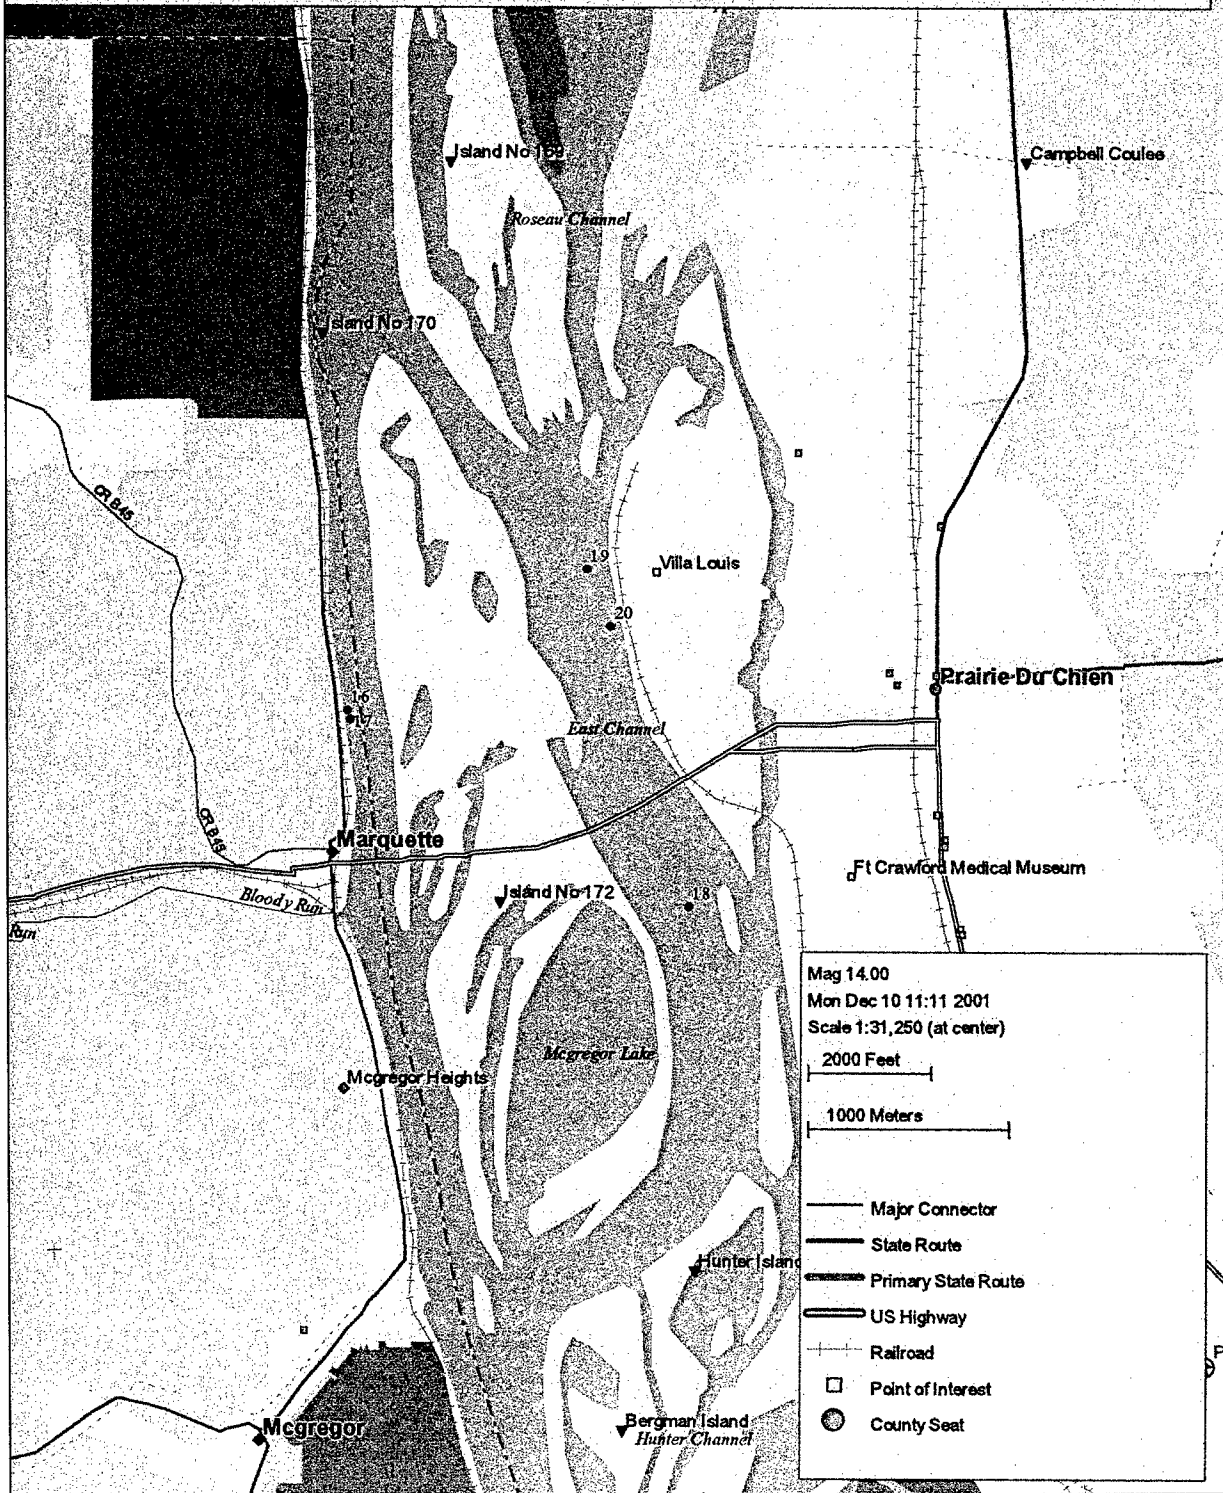 Island No 169
Campbell Coulee
Roseau Channel
Island No 170
CR B45
19
Villa Louis
20
Prairie Du Chien
16
17
East Channel
CR B45
Marquette
Ft Crawford Medical Museum
Bloody Run
Island No 172
18
Run
Mag 14.00
Mon Dec 10 11:11 2001
Scale 1:31,250 (at center)
Mcgregor Lake
2000 Feet
Mcgregor Heights
1000 Meters
Major Connector
State Route
Hunter Island
Primary State Route
US Highway
Railroad
P
Point of Interest
Bergman Island
Mcgregor
County Seat
Hunter Channel